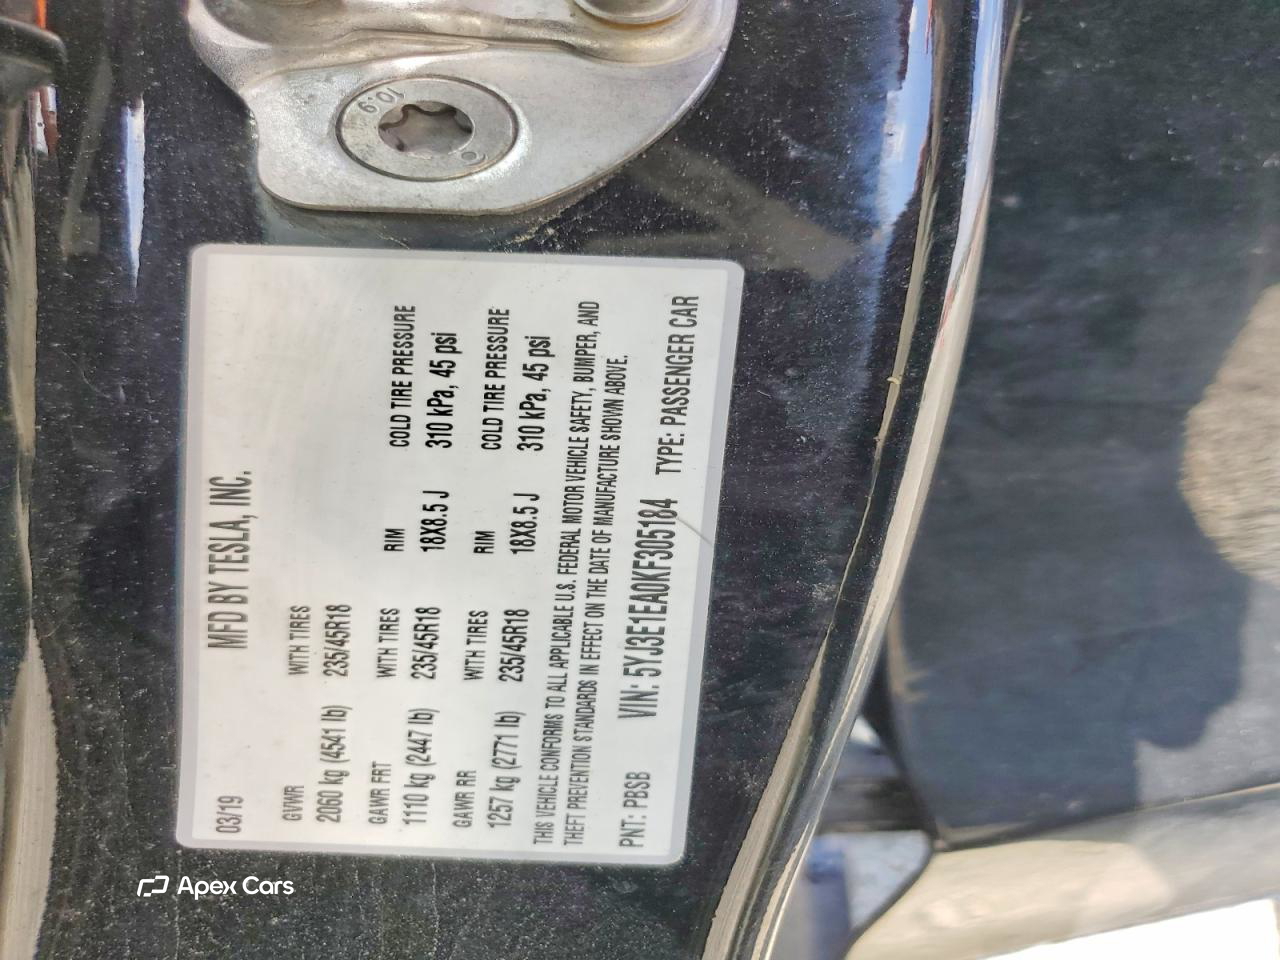 10.9
03/19 MFD BY TESLA, INC.
GVWR WITH TIRES
2060 kg (4541 lb) 235/45R18
GAWR FRT WITH TIRES RIM COLD TIRE PRESSURE
1110 kg (2447 lb) 235/45R18 18X8.5 J 310 kPa, 45 psi
GAWR RR WITH TIRES RIM COLD TIRE PRESSURE
1257 kg (2771 lb) 235/45R18 18X8.5 J 310 kPa, 45 psi
THIS VEHICLE CONFORMS TO ALL APPLICABLE U.S. FEDERAL MOTOR VEHICLE SAFETY, BUMPER, AND
THEFT PREVENTION STANDARDS IN EFFECT ON THE DATE OF MANUFACTURE SHOWN ABOVE.
PNT: PBSB VIN: 5YJ3E1EA0KF305184 TYPE: PASSENGER CAR
Apex Cars